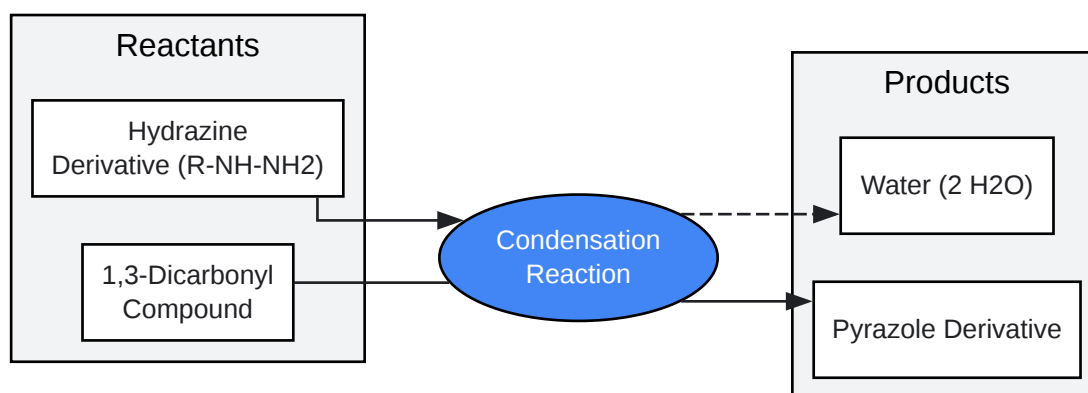 Reactants
Hydrazine
Derivative (R-NH-NH2)
1,3-Dicarbonyl
Compound
Condensation
Reaction
Products
Water (2 H2O)
Pyrazole Derivative